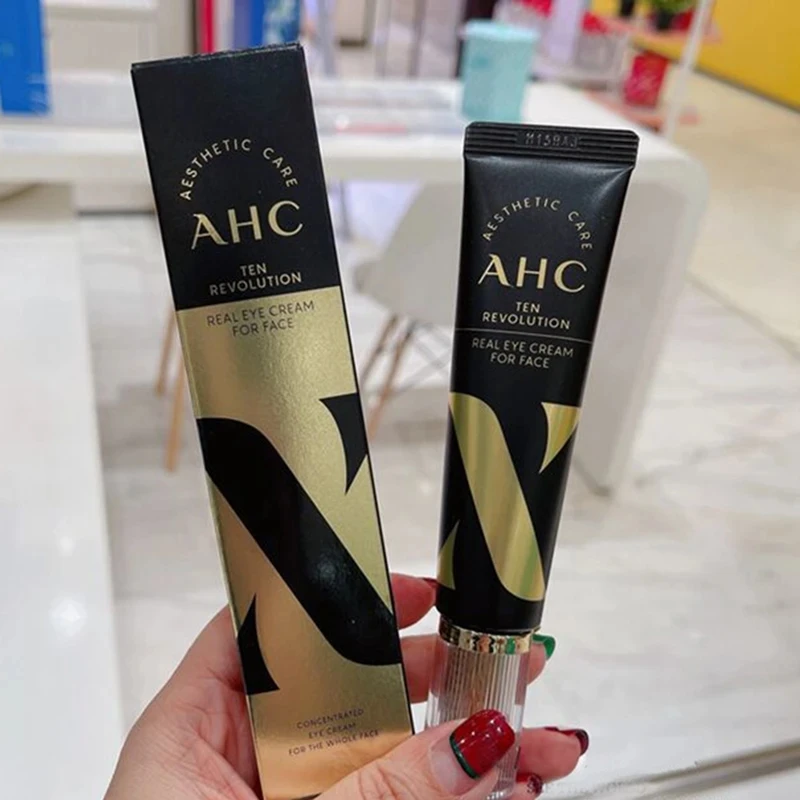 AESTHETIC CARE
AHC
TEN
REVOLUTION
REAL EYE CREAM
FOR FACE
CONCENTRATED
EYE CREAM
FOR THE WHOLE FACE
AESTHETIC CARE
AHC
TEN
REVOLUTION
REAL EYE CREAM
FOR FACE